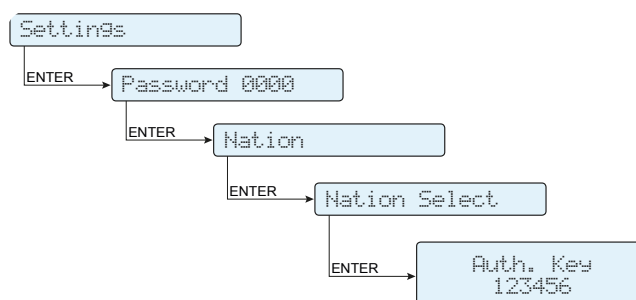 Settings
ENTER
Password 0000
ENTER
Nation
ENTER
Nation Select
ENTER
Auth. Key
123456